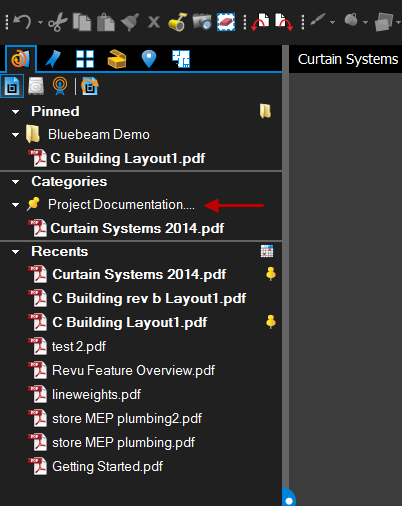 Curtain Systems
Pinned
Bluebeam Demo
C Building Layout1.pdf
Categories
Project Documentation....
Curtain Systems 2014.pdf
Recents
Curtain Systems 2014.pdf
C Building rev b Layout1.pdf
C Building Layout1.pdf
test 2.pdf
Revu Feature Overview.pdf
lineweights.pdf
store MEP plumbing2.pdf
store MEP plumbing.pdf
Getting Started.pdf